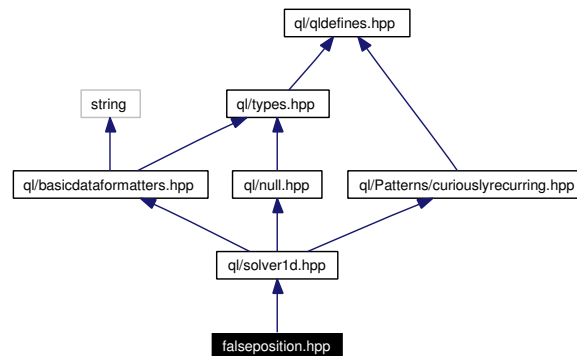 ql/qldefines.hpp
string
ql/types.hpp
ql/basicdataformatters.hpp
ql/null.hpp
ql/Patterns/curiouslyrecurring.hpp
ql/solver1d.hpp
falseposition.hpp